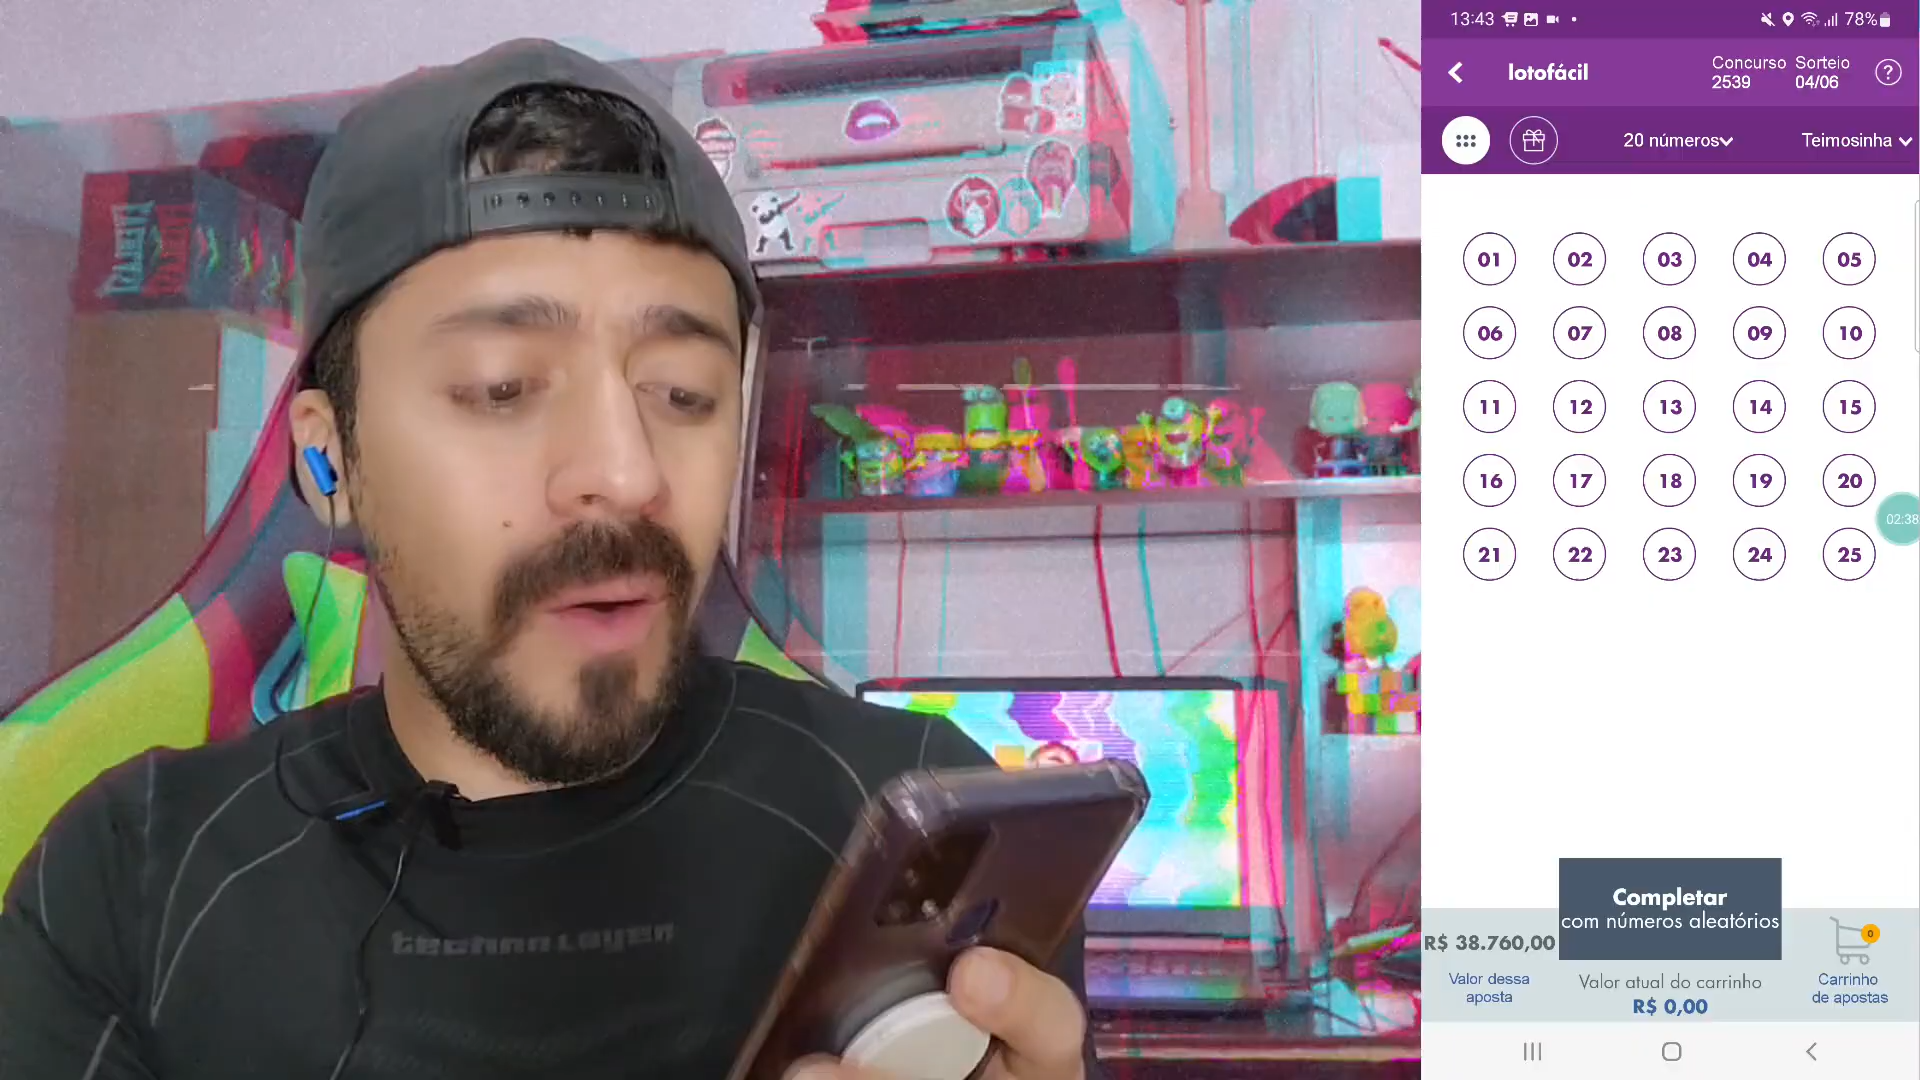 13:43
78%
lotofácil
Concurso
2539
Sorteio
04/06
?
20 números
Teimosinha
01 02 03 04 05
06 07 08 09 10
11 12 13 14 15
16 17 18 19 20
21 22 23 24 25
02:38
Completar
com números aleatórios
R$ 38.760,00
Valor dessa
aposta
Valor atual do carrinho
R$ 0,00
0
Carrinho
de apostas